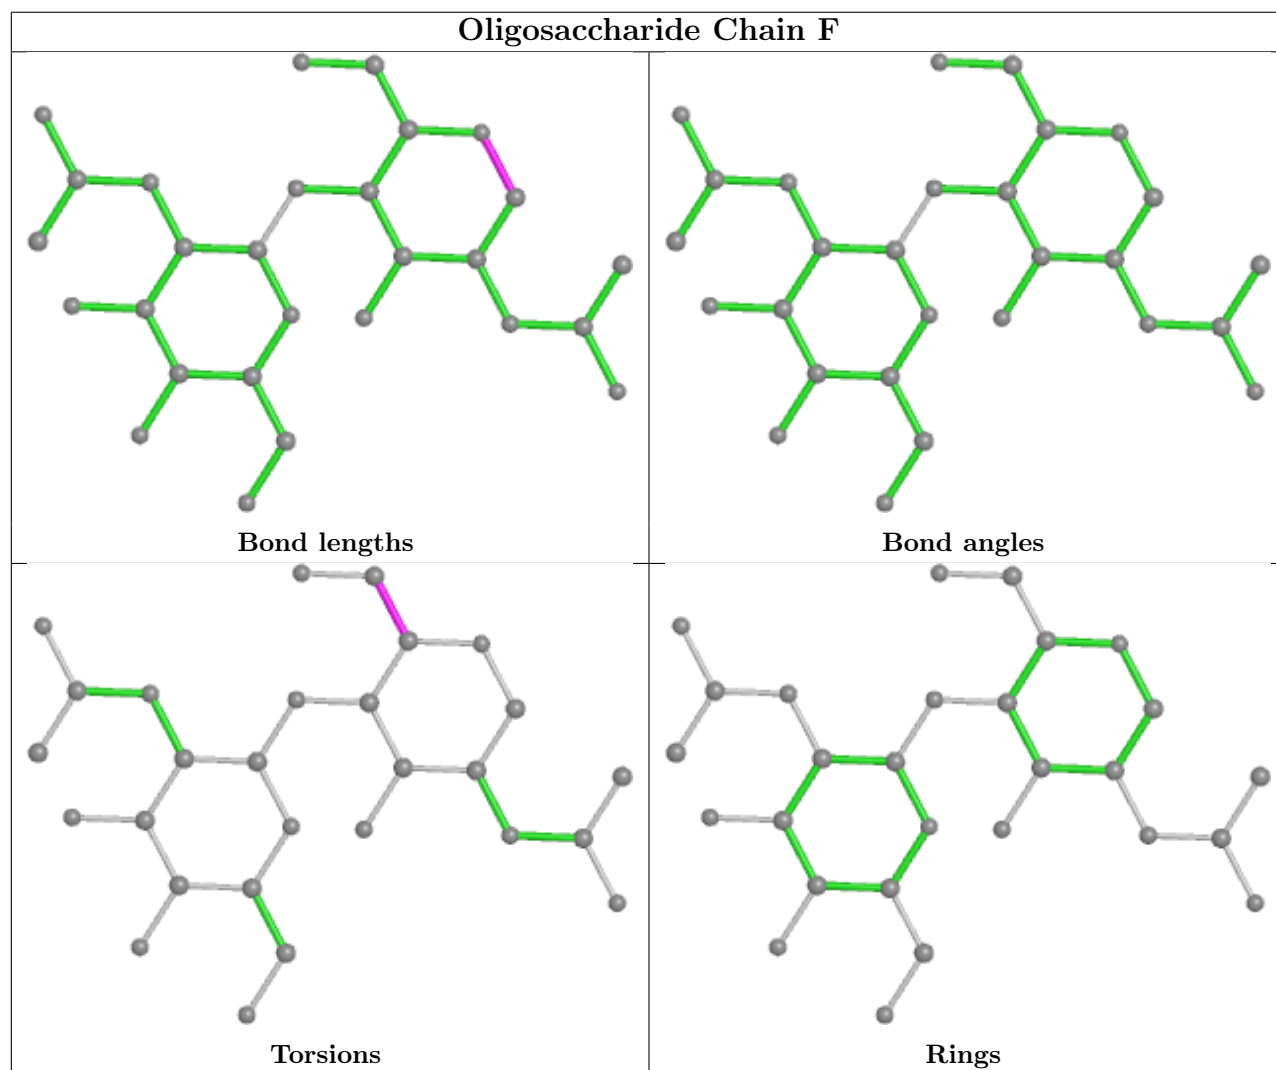 Oligosaccharide Chain F
Bond lengths
Bond angles
Torsions
Rings